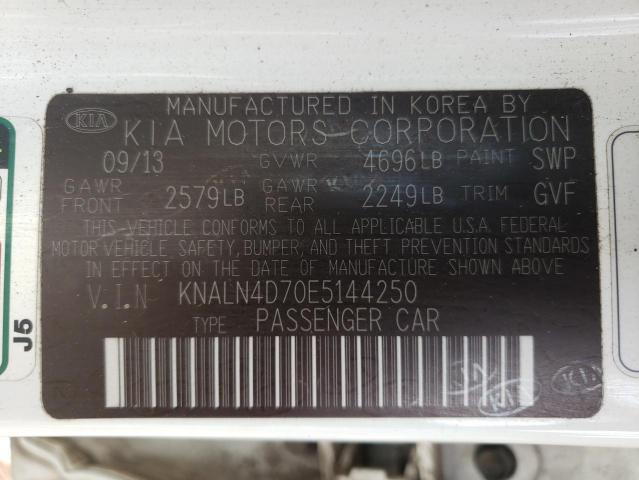 MANUFACTURED IN KOREA BY
KIA KIA MOTORS CORPORATION
09/13 GVWR 4696LB PAINT SWP
GAWR FRONT 2579LB GAWR REAR 2249LB TRIM GVF
THIS VEHICLE CONFORMS TO ALL APPLICABLE U.S.A. FEDERAL
MOTOR VEHICLE SAFETY, BUMPER, AND THEFT PREVENTION STANDARDS
IN EFFECT ON THE DATE OF MANUFACTURE SHOWN ABOVE
V.I.N KNALN4D70E5144250
TYPE PASSENGER CAR
KIA
J5